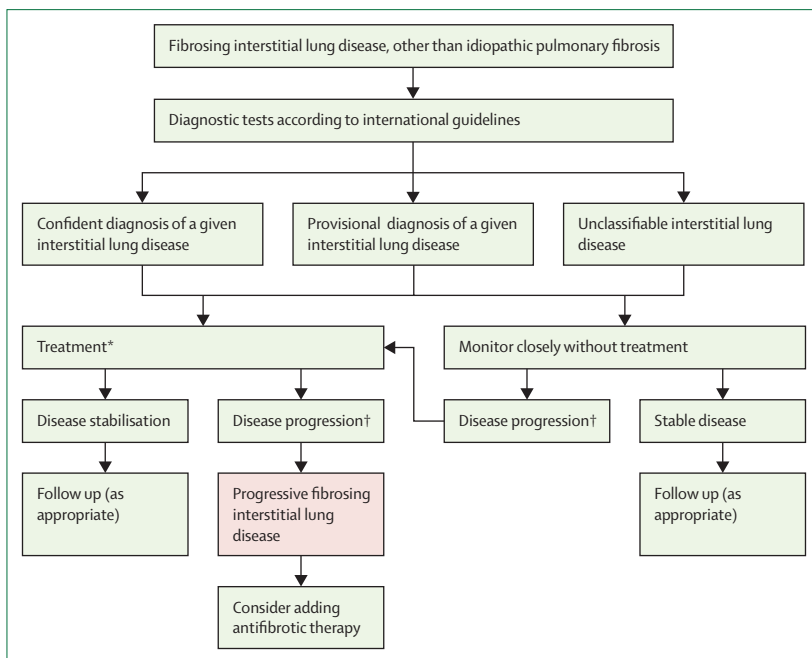 Fibrosing interstitial lung disease, other than idiopathic pulmonary fibrosis
Diagnostic tests according to international guidelines
Confident diagnosis of a given
interstitial lung disease
Provisional diagnosis of a given
interstitial lung disease
Unclassifiable interstitial lung
disease
Treatment*
Monitor closely without treatment
Disease stabilisation
Disease progression†
Disease progression†
Stable disease
Follow up (as
appropriate)
Progressive fibrosing
interstitial lung
disease
Follow up (as
appropriate)
Consider adding
antifibrotic therapy